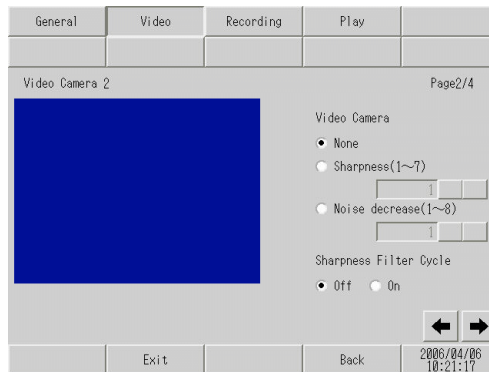 General Video Recording Play
Video Camera 2 Page2/4
Video Camera
None
Sharpness(1～7)
1
Noise decrease(1～8)
1
Sharpness Filter Cycle
Off On
Exit Back 2006/04/06
10:21:17